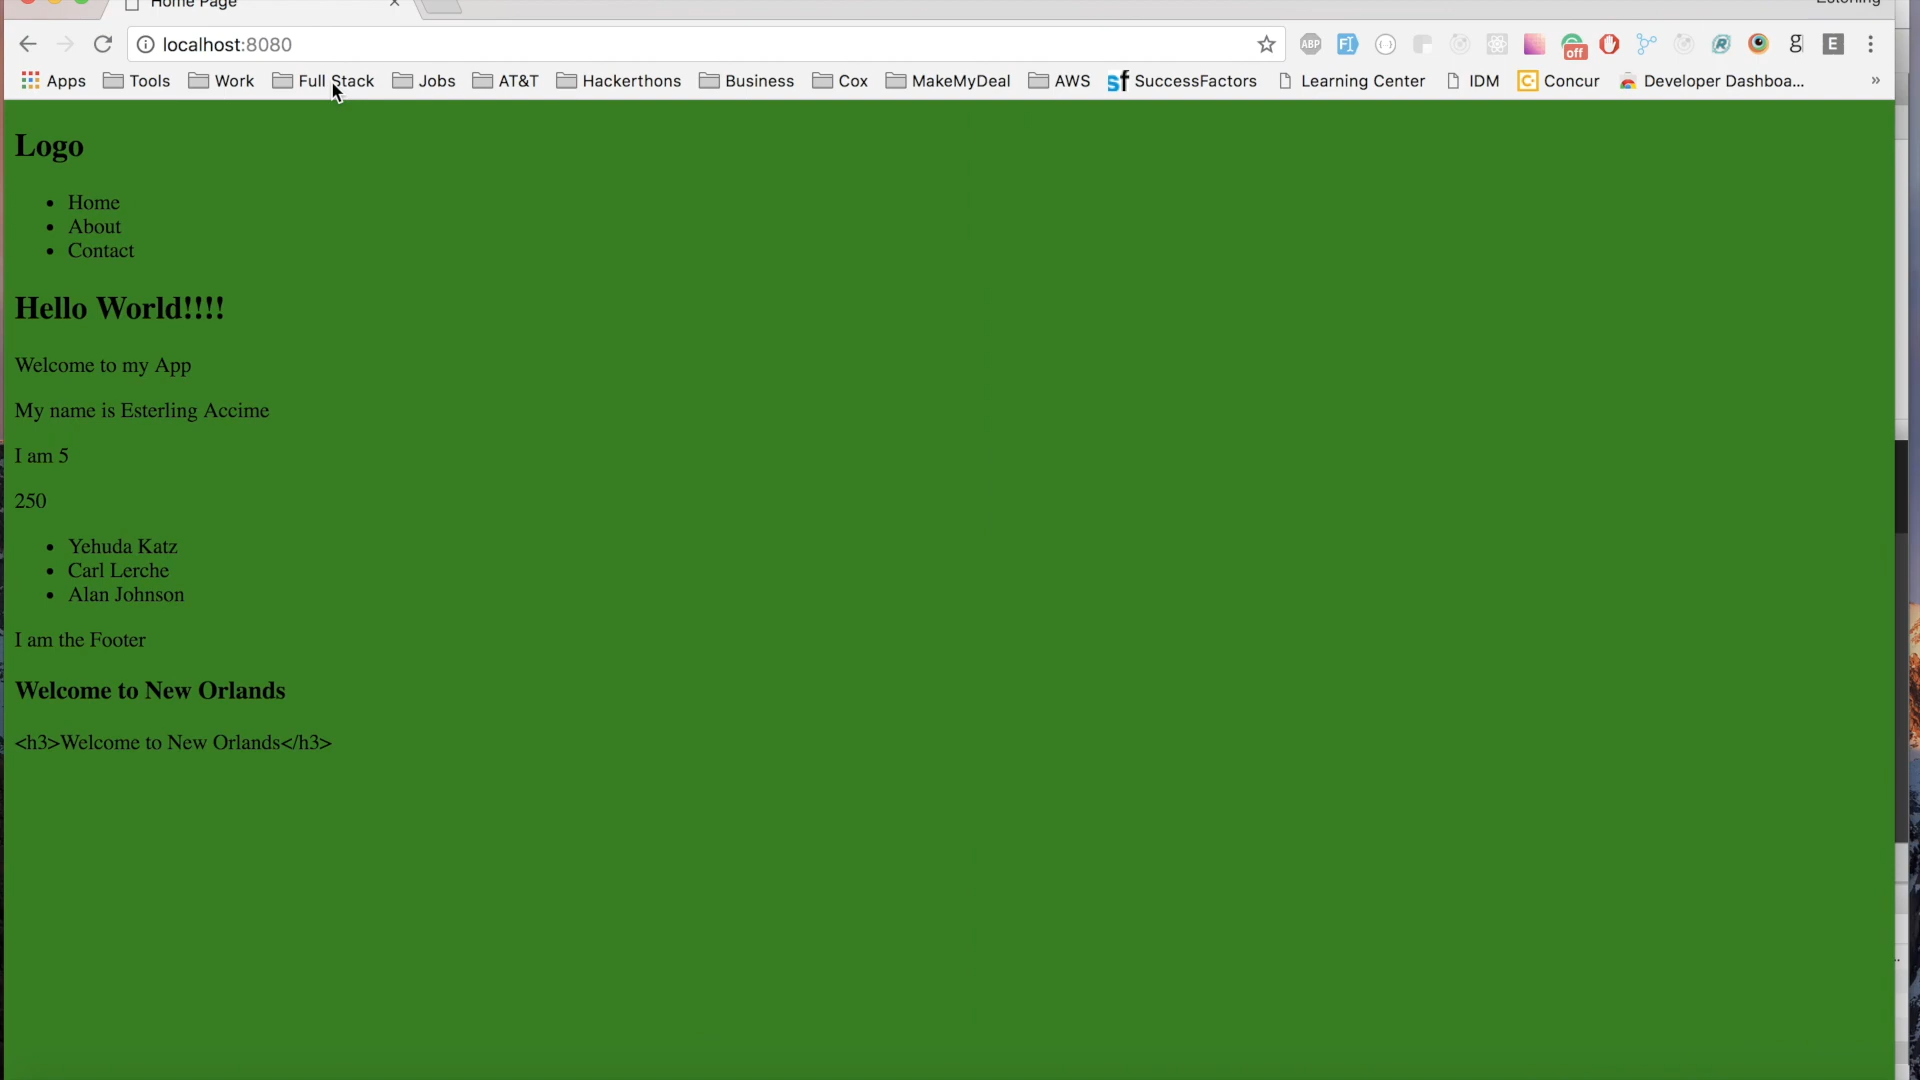 Home Page
localhost:8080
ABP
off
g
E
Apps Tools Work Full Stack Jobs AT&T Hackerthons Business Cox MakeMyDeal AWS sf SuccessFactors Learning Center IDM Concur Developer Dashboa... »
Logo
• Home
• About
• Contact
Hello World!!!!
Welcome to my App
My name is Esterling Accime
I am 5
250
• Yehuda Katz
• Carl Lerche
• Alan Johnson
I am the Footer
Welcome to New Orlands
<h3>Welcome to New Orlands</h3>